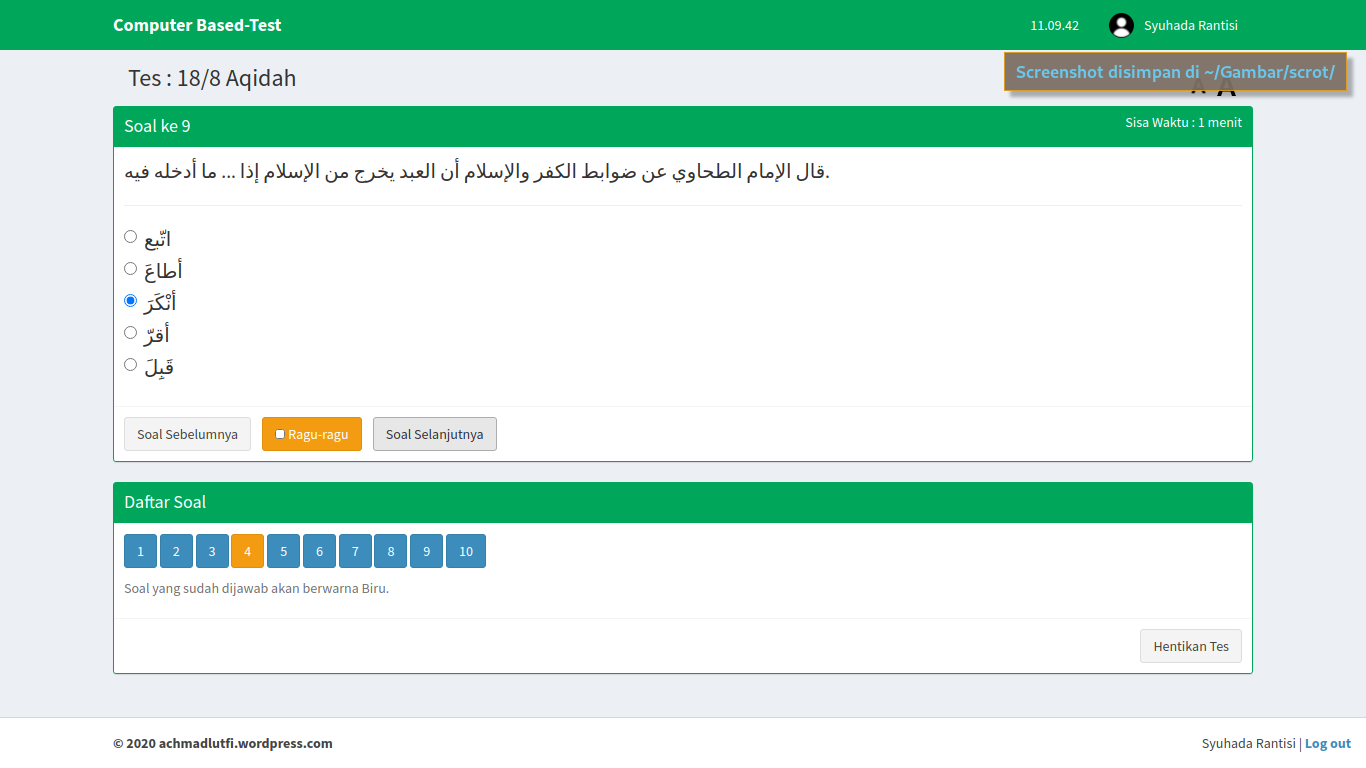 Computer Based-Test
11.09.42
Syuhada Rantisi
Tes : 18/8 Aqidah
Screenshot disimpan di ~/Gambar/scrot/
A A
Soal ke 9
Sisa Waktu : 1 menit
قال الإمام الطحاوي عن ضوابط الكفر والإسلام أن العبد يخرج من الإسلام إذا ... ما أدخله فيه.
اتّبع
أطاعَ
أنْكَرَ
أقرّ
قَبِلَ
Soal Sebelumnya
Ragu-ragu
Soal Selanjutnya
Daftar Soal
1 2 3 4 5 6 7 8 9 10
Soal yang sudah dijawab akan berwarna Biru.
Hentikan Tes
© 2020 achmadlutfi.wordpress.com
Syuhada Rantisi | Log out